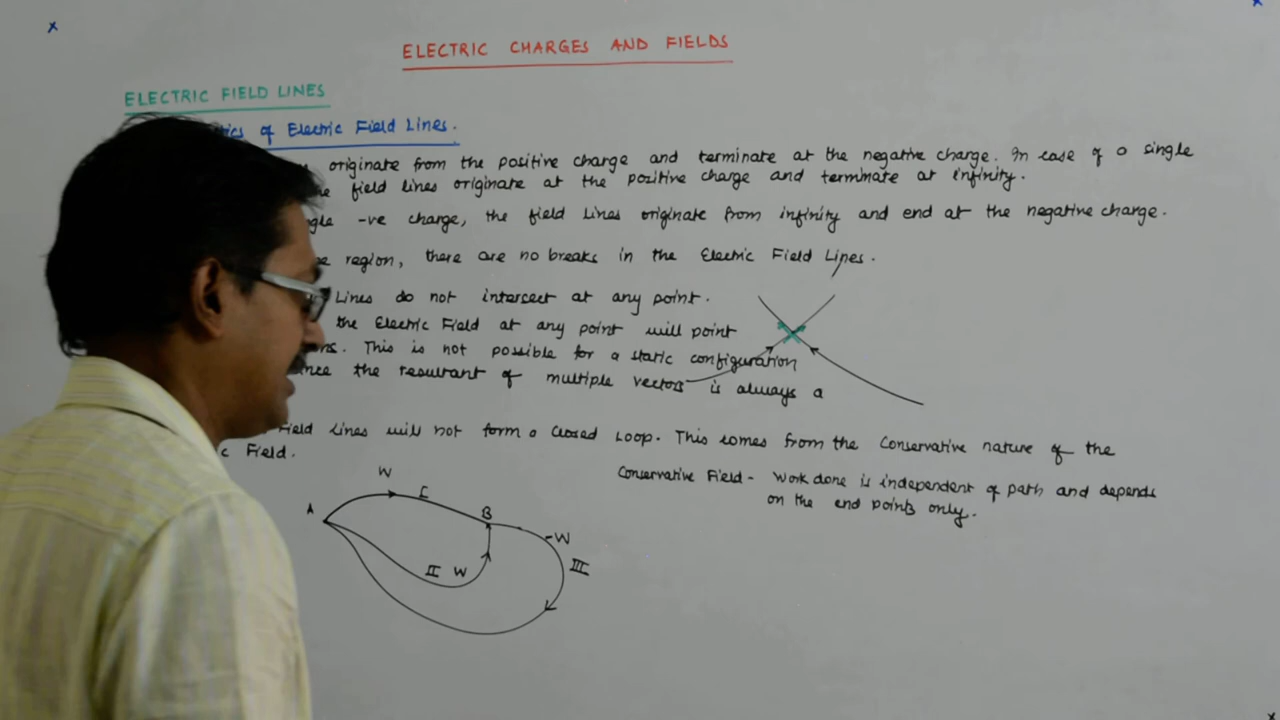 ELECTRIC CHARGES AND FIELDS
ELECTRIC FIELD LINES
of Electric Field Lines.
originate from the positive charge and terminate at the negative charge. In case of a single
field lines originate at the positive charge and terminate at infinity.
-ve charge, the field lines originate from infinity and end at the negative charge.
region, there are no breaks in the Electric Field Lines.
Lines do not intersect at any point.
the Electric Field at any point will point
This is not possible for a static configuration
the resultant of multiple vectors is always a
Field Lines will not form a closed Loop. This comes from the Conservative nature of the
Field.
Conservative Field - Work done is independent of path and depends
on the end points only.
W
A
B
-W
II W
III